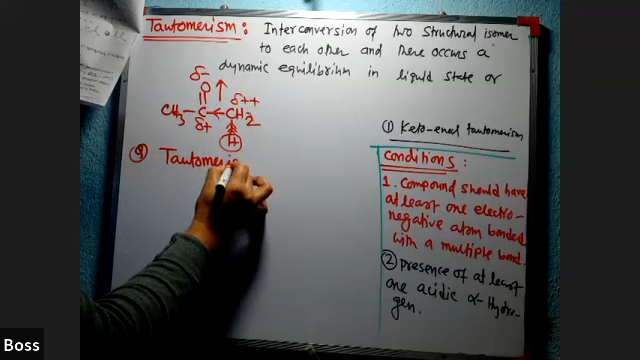 Tautomerism: Interconversion of two structural isomer
to each other and there occurs a
dynamic equilibrium in liquid state or
δ-
O
δ++
CH3-C←CH2
δ+
H
① Keto-enol tautomerism
Conditions:
1. Compound should have
at least one electro-
negative atom bonded
with a multiple bond.
② Presence of at least
one acidic α-Hydro-
gen.
Tautomeris
Boss